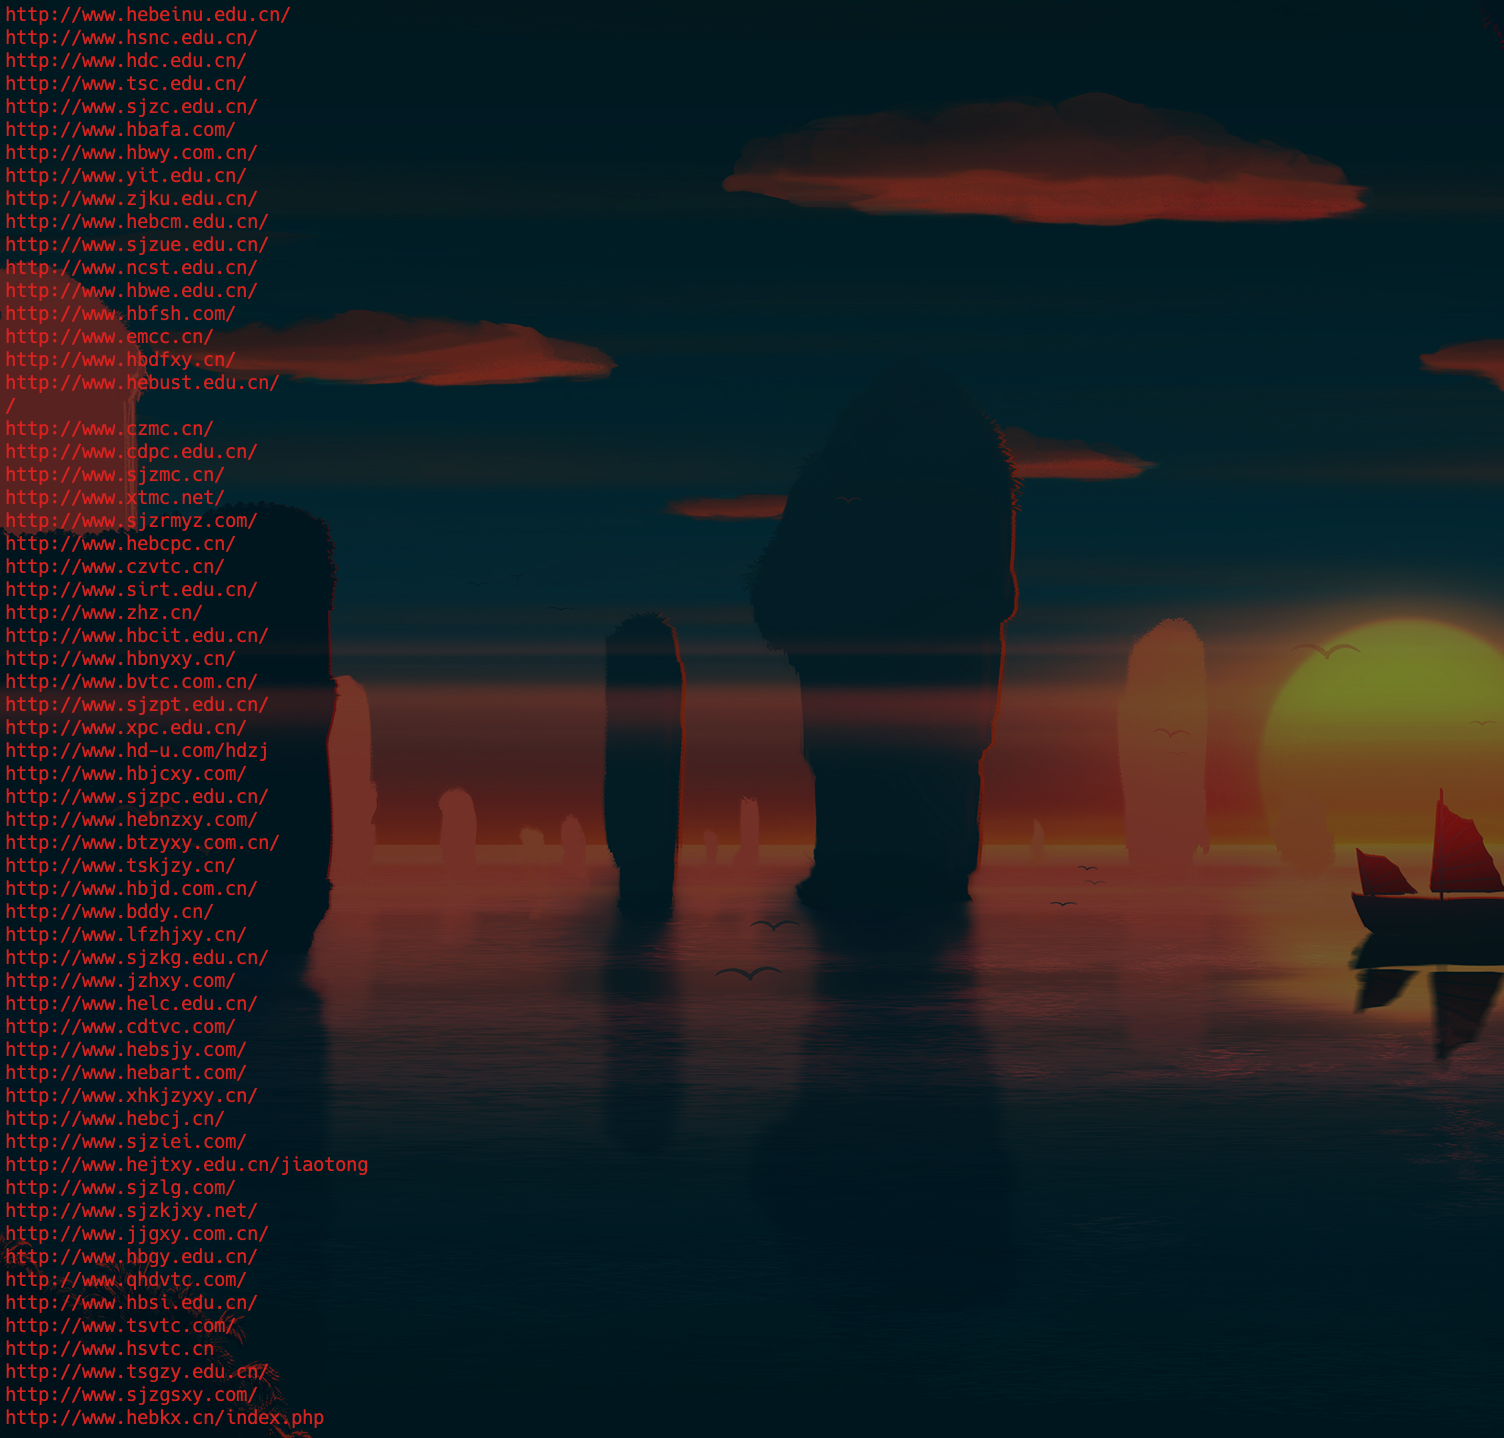 http://www.hebeinu.edu.cn/
http://www.hsnc.edu.cn/
http://www.hdc.edu.cn/
http://www.tsc.edu.cn/
http://www.sjzc.edu.cn/
http://www.hbafa.com/
http://www.hbwy.com.cn/
http://www.yit.edu.cn/
http://www.zjku.edu.cn/
http://www.hebcm.edu.cn/
http://www.sjzue.edu.cn/
http://www.ncst.edu.cn/
http://www.hbwe.edu.cn/
http://www.hbfsh.com/
http://www.emcc.cn/
http://www.hbdfxy.cn/
http://www.hebust.edu.cn/
/
http://www.czmc.cn/
http://www.cdpc.edu.cn/
http://www.sjzmc.cn/
http://www.xtmc.net/
http://www.sjzrmyz.com/
http://www.hebcpc.cn/
http://www.czvtc.cn/
http://www.sirt.edu.cn/
http://www.zhz.cn/
http://www.hbcit.edu.cn/
http://www.hbnyxy.cn/
http://www.bvtc.com.cn/
http://www.sjzpt.edu.cn/
http://www.xpc.edu.cn/
http://www.hd-u.com/hdzj
http://www.hbjcxy.com/
http://www.sjzpc.edu.cn/
http://www.hebnzxy.com/
http://www.btzyxy.com.cn/
http://www.tskjzy.cn/
http://www.hbjd.com.cn/
http://www.bddy.cn/
http://www.lfzhjxy.cn/
http://www.sjzkg.edu.cn/
http://www.jzhxy.com/
http://www.helc.edu.cn/
http://www.cdtvc.com/
http://www.hebsjy.com/
http://www.hebart.com/
http://www.xhkjzyxy.cn/
http://www.hebcj.cn/
http://www.sjziei.com/
http://www.hejtxy.edu.cn/jiaotong
http://www.sjzlg.com/
http://www.sjzkjxy.net/
http://www.jjgxy.com.cn/
http://www.hbgy.edu.cn/
http://www.qhdvtc.com/
http://www.hbsi.edu.cn/
http://www.tsvtc.com/
http://www.hsvtc.cn
http://www.tsgzy.edu.cn/
http://www.sjzgsxy.com/
http://www.hebkx.cn/index.php